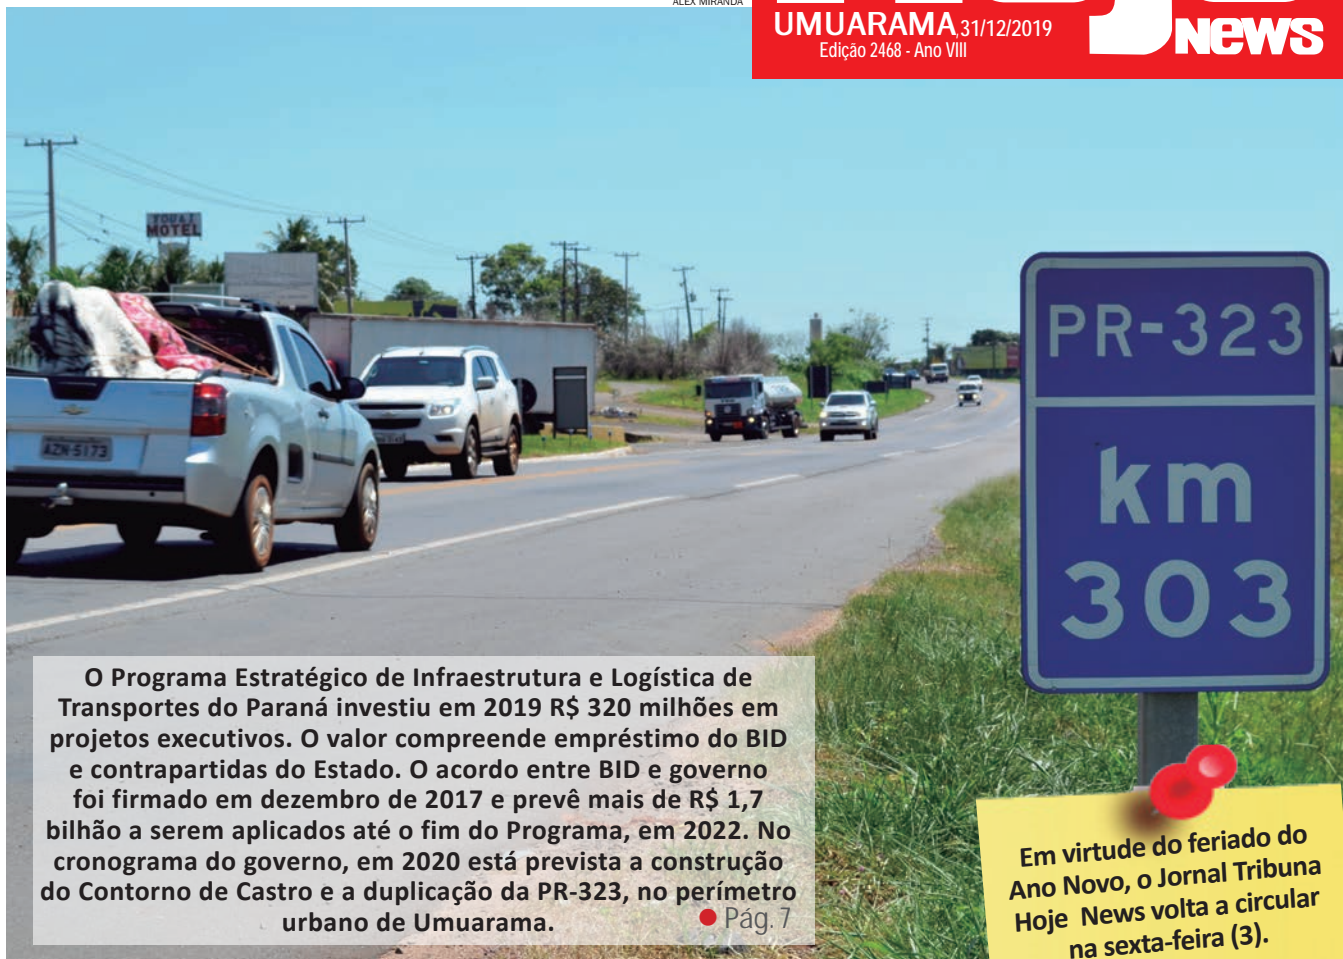 ALEX MIRANDA
UMUARAMA, 31/12/2019
Edição 2468 - Ano VIII
News
MOTEL
PR-323
km
303
AZN-5173
O Programa Estratégico de Infraestrutura e Logística de
Transportes do Paraná investiu em 2019 R$ 320 milhões em
projetos executivos. O valor compreende empréstimo do BID
e contrapartidas do Estado. O acordo entre BID e governo
foi firmado em dezembro de 2017 e prevê mais de R$ 1,7
bilhão a serem aplicados até o fim do Programa, em 2022. No
cronograma do governo, em 2020 está prevista a construção
do Contorno de Castro e a duplicação da PR-323, no perímetro
urbano de Umuarama.
Pág. 7
Em virtude do feriado do
Ano Novo, o Jornal Tribuna
Hoje News volta a circular
na sexta-feira (3).